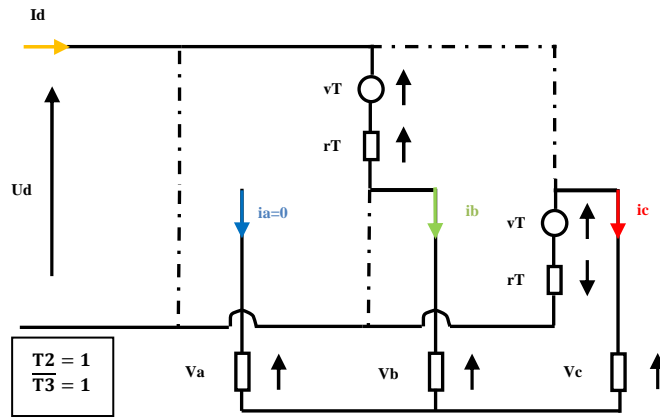 Id
vT
rT
Ud
ia=0
ib
ic
vT
rT
T2 = 1
T3̅ = 1
Va
Vb
Vc